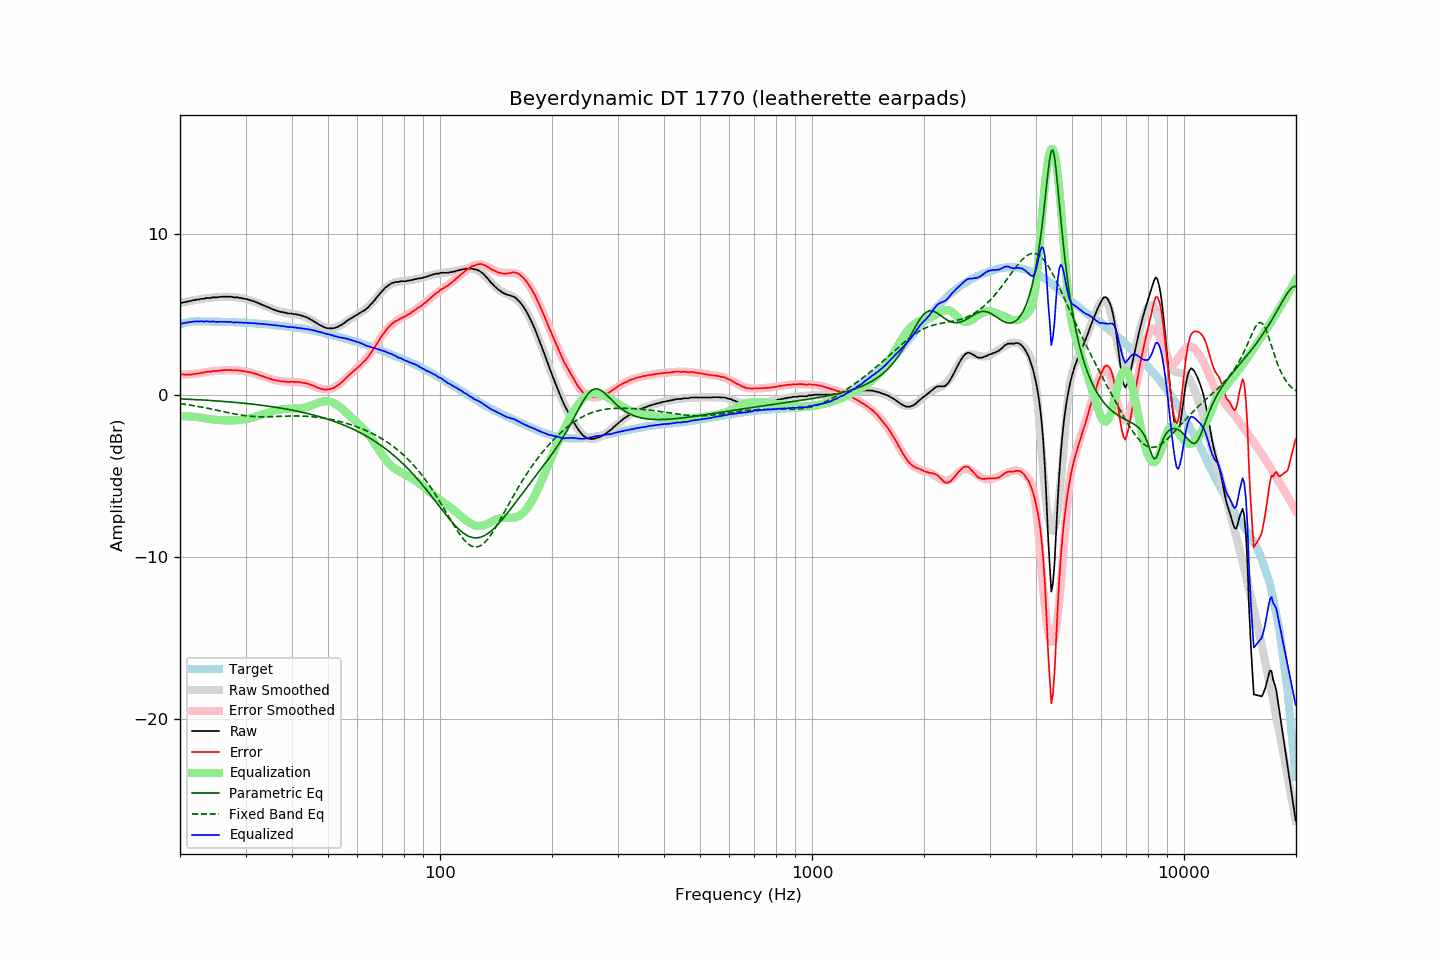 Beyerdynamic DT 1770 (leatherette earpads)
Amplitude (dBr)
10
0
−10
−20
Target
Raw Smoothed
Error Smoothed
Raw
Error
Equalization
Parametric Eq
Fixed Band Eq
Equalized
100
1000
10000
Frequency (Hz)